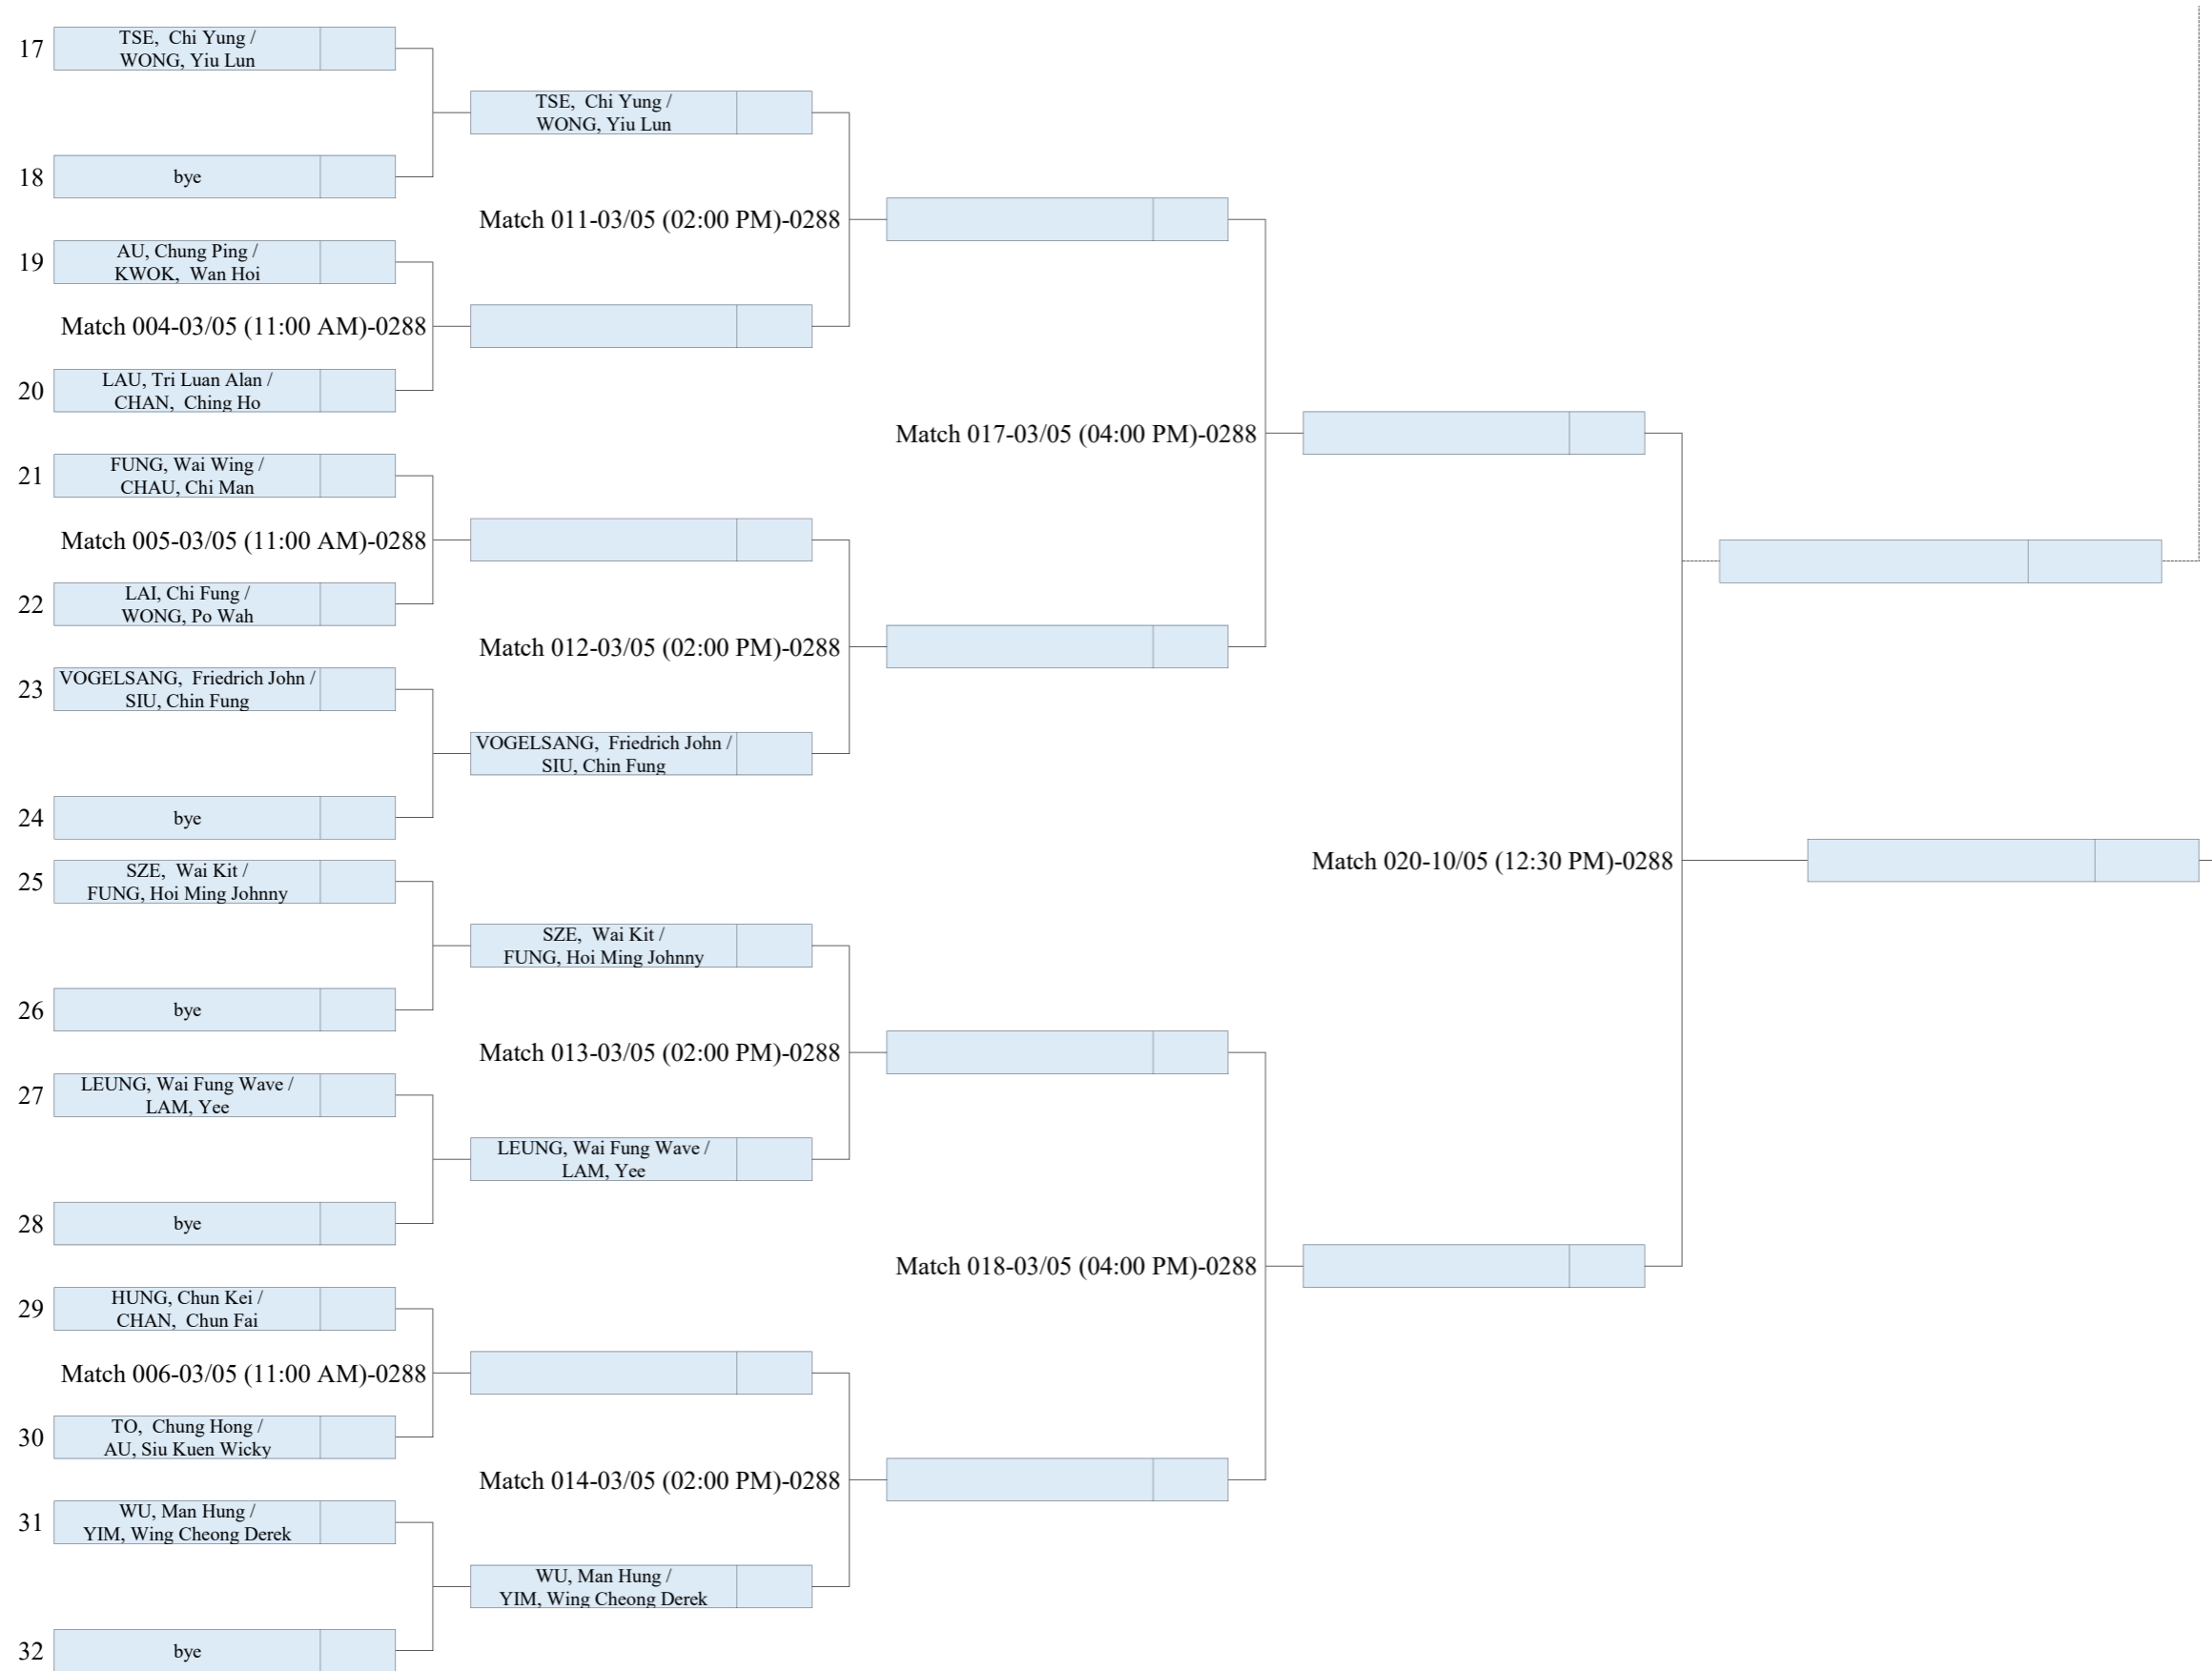 17
TSE, Chi Yung /
WONG, Yiu Lun
TSE, Chi Yung /
WONG, Yiu Lun
18
bye
Match 011-03/05 (02:00 PM)-0288
19
AU, Chung Ping /
KWOK, Wan Hoi
Match 004-03/05 (11:00 AM)-0288
20
LAU, Tri Luan Alan /
CHAN, Ching Ho
Match 017-03/05 (04:00 PM)-0288
21
FUNG, Wai Wing /
CHAU, Chi Man
Match 005-03/05 (11:00 AM)-0288
22
LAI, Chi Fung /
WONG, Po Wah
Match 012-03/05 (02:00 PM)-0288
23
VOGELSANG, Friedrich John /
SIU, Chin Fung
VOGELSANG, Friedrich John /
SIU, Chin Fung
24
bye
Match 020-10/05 (12:30 PM)-0288
25
SZE, Wai Kit /
FUNG, Hoi Ming Johnny
SZE, Wai Kit /
FUNG, Hoi Ming Johnny
26
bye
Match 013-03/05 (02:00 PM)-0288
27
LEUNG, Wai Fung Wave /
LAM, Yee
LEUNG, Wai Fung Wave /
LAM, Yee
28
bye
Match 018-03/05 (04:00 PM)-0288
29
HUNG, Chun Kei /
CHAN, Chun Fai
Match 006-03/05 (11:00 AM)-0288
30
TO, Chung Hong /
AU, Siu Kuen Wicky
Match 014-03/05 (02:00 PM)-0288
31
WU, Man Hung /
YIM, Wing Cheong Derek
WU, Man Hung /
YIM, Wing Cheong Derek
32
bye